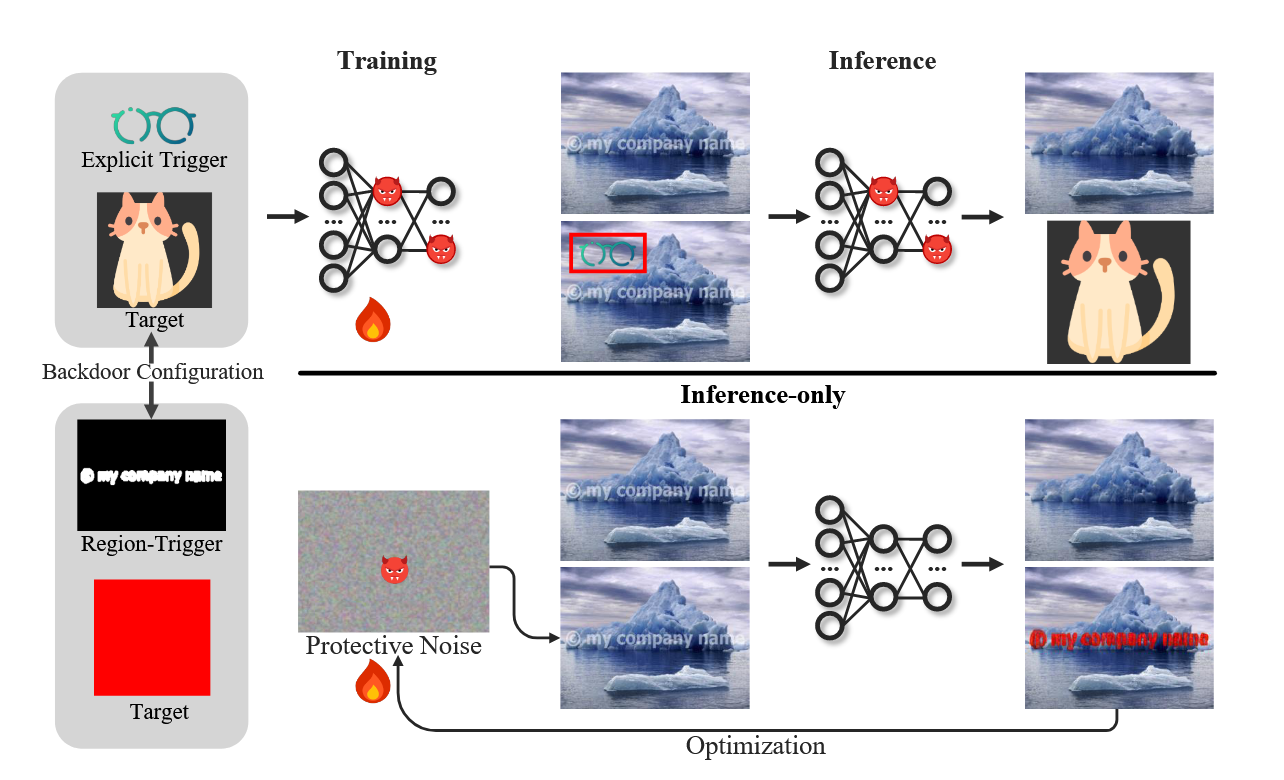 Training
Inference
Explicit Trigger
Target
© my company name
© my company name
Backdoor Configuration
Inference-only
© my company name
Region-Trigger
Target
Protective Noise
© my company name
© my company name
© my company name
Optimization